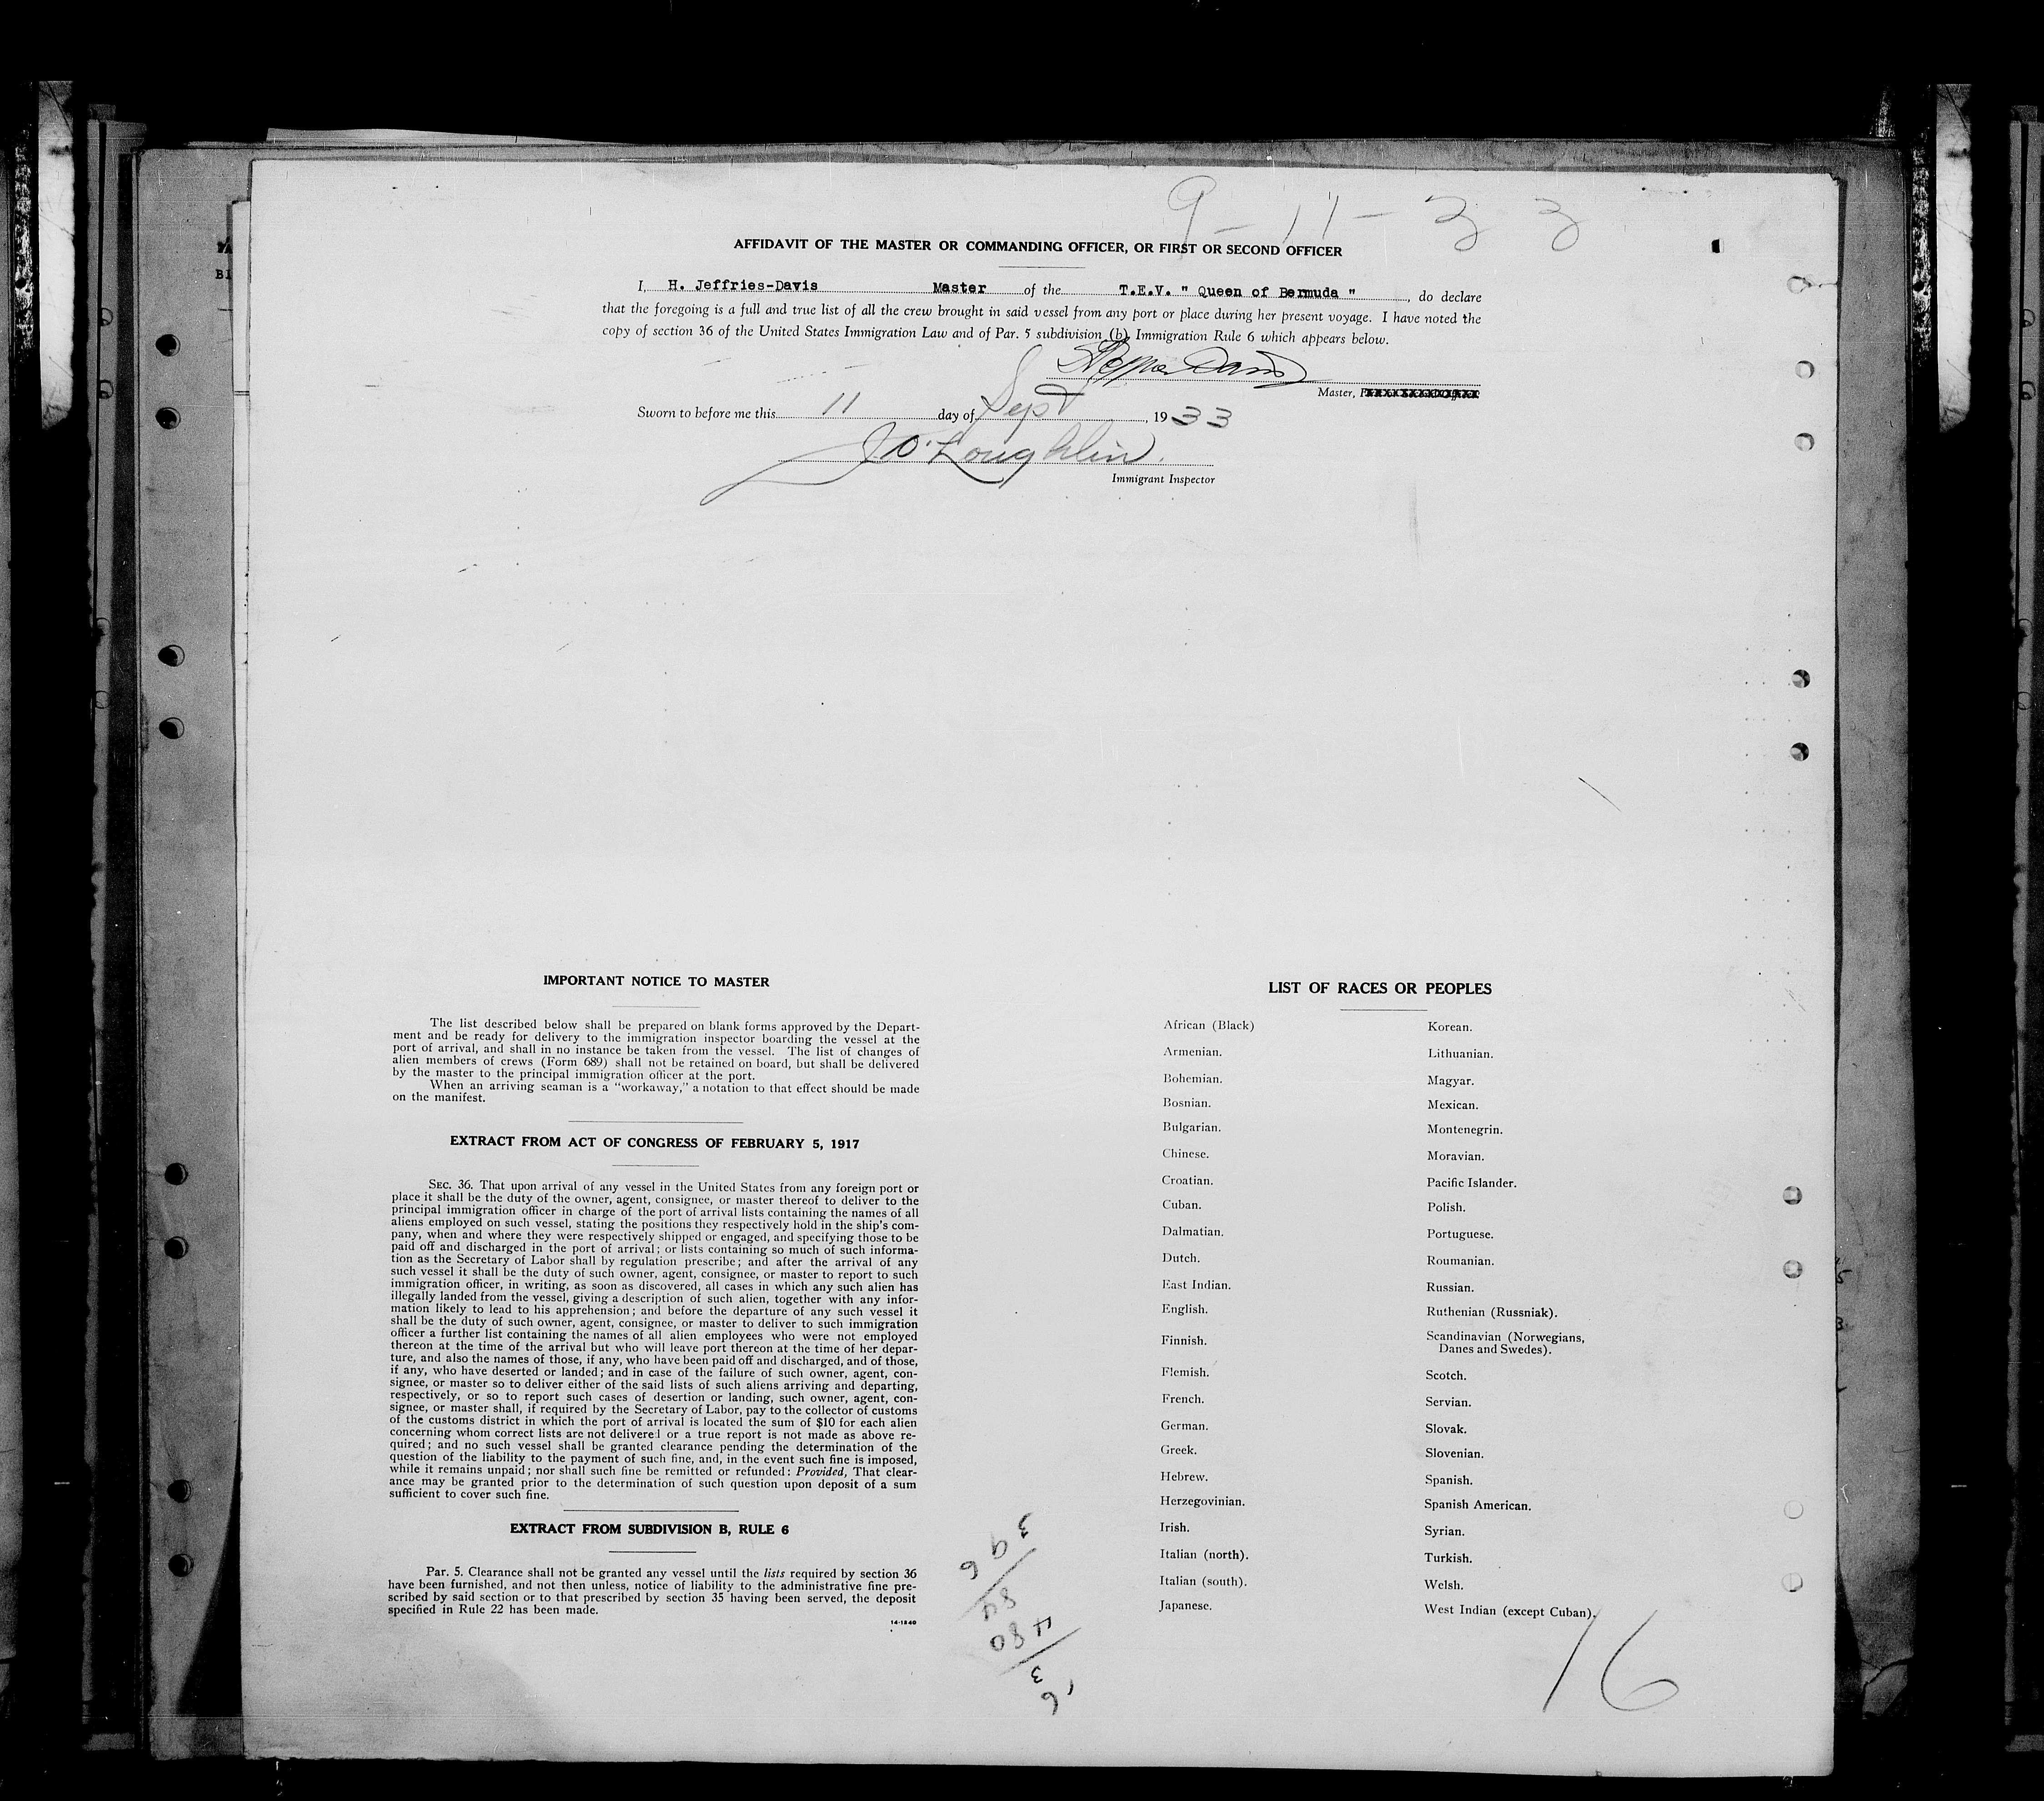 9-11-33
AFFIDAVIT OF THE MASTER OR COMMANDING OFFICER, OR FIRST OR SECOND OFFICER
I, H. Jeffries-Davis Master of the T.E.V. " Queen of Bermuda ", do declare
that the foregoing is a full and true list of all the crew brought in said vessel from any port or place during her present voyage. I have noted the
copy of section 36 of the United States Immigration Law and of Par. 5 subdivision (b) Immigration Rule 6 which appears below.
Master,
Sworn to before me this 11 day of Sept, 1933
J O'Loughlin.
Immigrant Inspector
IMPORTANT NOTICE TO MASTER
The list described below shall be prepared on blank forms approved by the Depart-
ment and be ready for delivery to the immigration inspector boarding the vessel at the
port of arrival, and shall in no instance be taken from the vessel. The list of changes of
alien members of crews (Form 689) shall not be retained on board, but shall be delivered
by the master to the principal immigration officer at the port.
When an arriving seaman is a "workaway," a notation to that effect should be made
on the manifest.
EXTRACT FROM ACT OF CONGRESS OF FEBRUARY 5, 1917
SEC. 36. That upon arrival of any vessel in the United States from any foreign port or
place it shall be the duty of the owner, agent, consignee, or master thereof to deliver to the
principal immigration officer in charge of the port of arrival lists containing the names of all
aliens employed on such vessel, stating the positions they respectively hold in the ship's com-
pany, when and where they were respectively shipped or engaged, and specifying those to be
paid off and discharged in the port of arrival; or lists containing so much of such informa-
tion as the Secretary of Labor shall by regulation prescribe; and after the arrival of any
such vessel it shall be the duty of such owner, agent, consignee, or master to report to such
immigration officer, in writing, as soon as discovered, all cases in which any such alien has
illegally landed from the vessel, giving a description of such alien, together with any infor-
mation likely to lead to his apprehension; and before the departure of any such vessel it
shall be the duty of such owner, agent, consignee, or master to deliver to such immigration
officer a further list containing the names of all alien employees who were not employed
thereon at the time of the arrival but who will leave port thereon at the time of her depar-
ture, and also the names of those, if any, who have been paid off and discharged, and of those,
if any, who have deserted or landed; and in case of the failure of such owner, agent, con-
signee, or master so to deliver either of the said lists of such aliens arriving and departing,
respectively, or so to report such cases of desertion or landing, such owner, agent, con-
signee, or master shall, if required by the Secretary of Labor, pay to the collector of customs
of the customs district in which the port of arrival is located the sum of $10 for each alien
concerning whom correct lists are not delivered or a true report is not made as above re-
quired; and no such vessel shall be granted clearance pending the determination of the
question of the liability to the payment of such fine, and, in the event such fine is imposed,
while it remains unpaid; nor shall such fine be remitted or refunded: Provided, That clear-
ance may be granted prior to the determination of such question upon deposit of a sum
sufficient to cover such fine.
EXTRACT FROM SUBDIVISION B, RULE 6
Par. 5. Clearance shall not be granted any vessel until the lists required by section 36
have been furnished, and not then unless, notice of liability to the administrative fine pre-
scribed by said section or to that prescribed by section 35 having been served, the deposit
specified in Rule 22 has been made.
14-1240
LIST OF RACES OR PEOPLES
African (Black)
Armenian.
Bohemian.
Bosnian.
Bulgarian.
Chinese.
Croatian.
Cuban.
Dalmatian.
Dutch.
East Indian.
English.
Finnish.
Flemish.
French.
German.
Greek.
Hebrew.
Herzegovinian.
Irish.
Italian (north).
Italian (south).
Japanese.
Korean.
Lithuanian.
Magyar.
Mexican.
Montenegrin.
Moravian.
Pacific Islander.
Polish.
Portuguese.
Roumanian.
Russian.
Ruthenian (Russniak).
Scandinavian (Norwegians,
Danes and Swedes).
Scotch.
Servian.
Slovak.
Slovenian.
Spanish.
Spanish American.
Syrian.
Turkish.
Welsh.
West Indian (except Cuban).
396
84
480
16